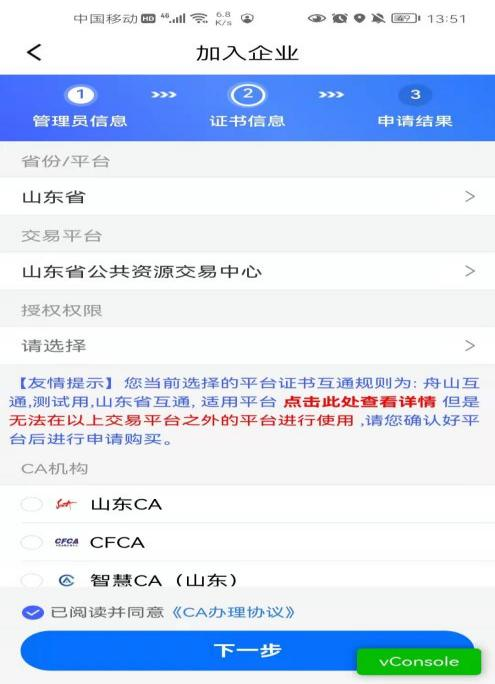 中国移动 HD 4G 6.8 K/s 13:51
加入企业
1 2 3
管理员信息 证书信息 申请结果
省份/平台
山东省
交易平台
山东省公共资源交易中心
授权权限
请选择
【友情提示】您当前选择的平台证书互通规则为: 舟山互
通,测试用,山东省互通, 适用平台 点击此处查看详情 但是
无法在以上交易平台之外的平台进行使用 ,请您确认好平
台后进行申请购买。
CA机构
山东CA
CFCA CFCA
智慧CA（山东）
已阅读并同意《CA办理协议》
下一步
vConsole